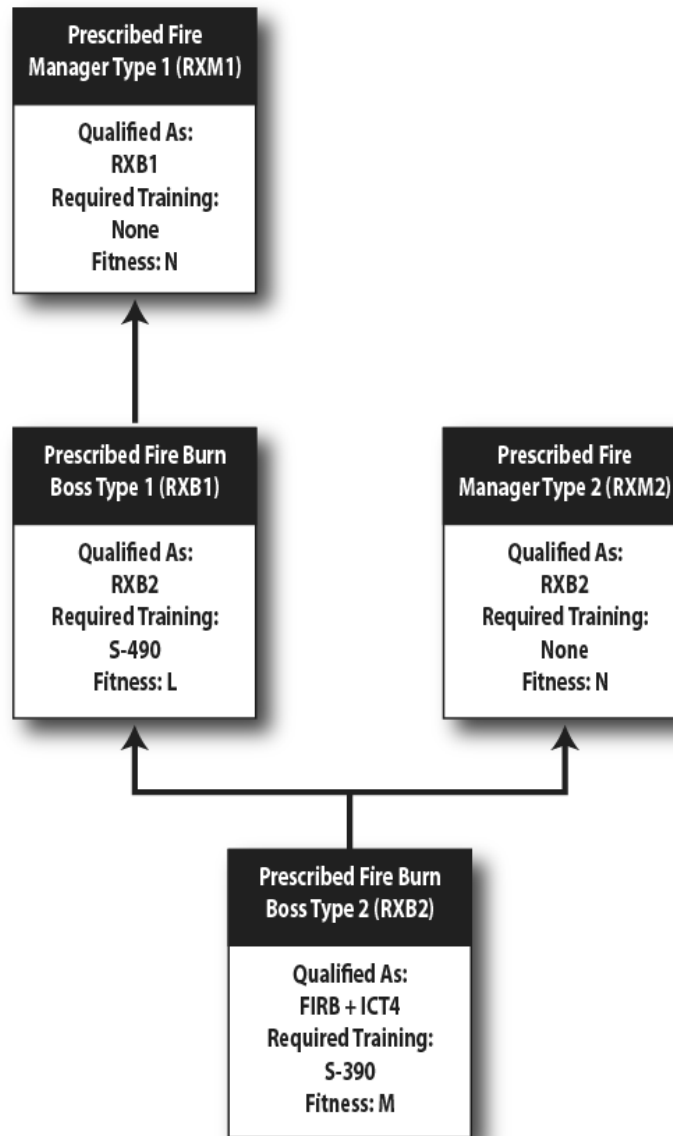 Prescribed Fire
Manager Type 1 (RXM1)
Qualified As:
RXB1
Required Training:
None
Fitness: N
Prescribed Fire Burn
Boss Type 1 (RXB1)
Qualified As:
RXB2
Required Training:
S-490
Fitness: L
Prescribed Fire
Manager Type 2 (RXM2)
Qualified As:
RXB2
Required Training:
None
Fitness: N
Prescribed Fire Burn
Boss Type 2 (RXB2)
Qualified As:
FIRB + ICT4
Required Training:
S-390
Fitness: M